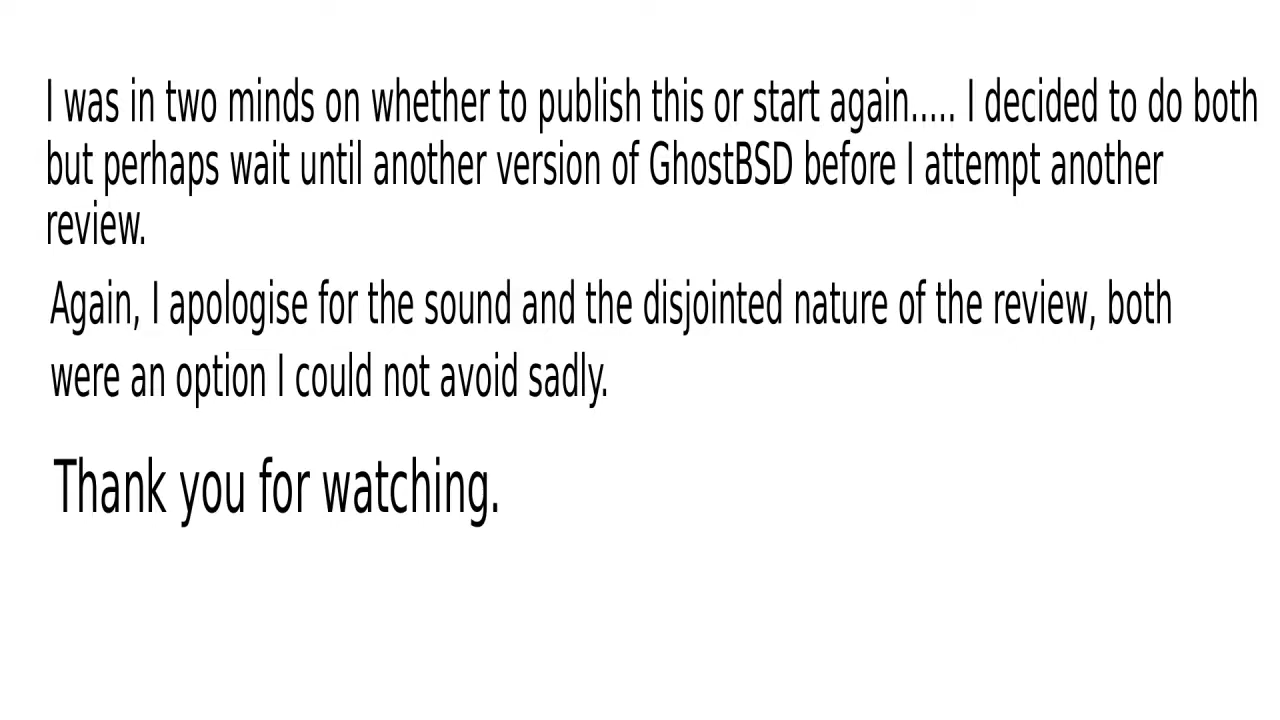 I was in two minds on whether to publish this or start again..... I decided to do both
but perhaps wait until another version of GhostBSD before I attempt another
review.
Again, I apologise for the sound and the disjointed nature of the review, both
were an option I could not avoid sadly.
Thank you for watching.